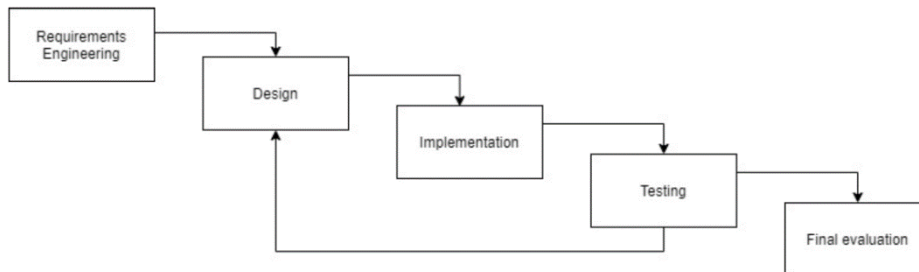 Requirements
Engineering
Design
Implementation
Testing
Final evaluation